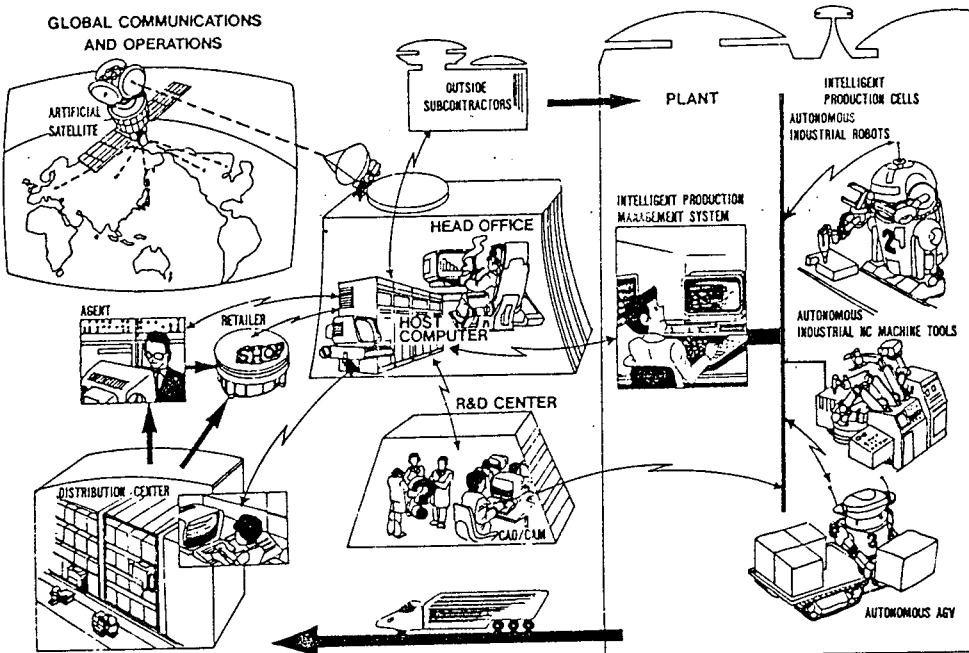 GLOBAL COMMUNICATIONS
AND OPERATIONS
ARTIFICIAL
SATELLITE
OUTSIDE
SUBCONTRACTORS
PLANT
INTELLIGENT
PRODUCTION CELLS
AUTONOMOUS
INDUSTRIAL ROBOTS
21
INTELLIGENT PRODUCTION
MANAGEMENT SYSTEM
HEAD OFFICE
HOST
COMPUTER
AGENT
RETAILER
SHOP
AUTONOMOUS
INDUSTRIAL NC MACHINE TOOLS
R&D CENTER
CAD/CAM
DISTRIBUTION CENTER
2
AUTONOMOUS AGV